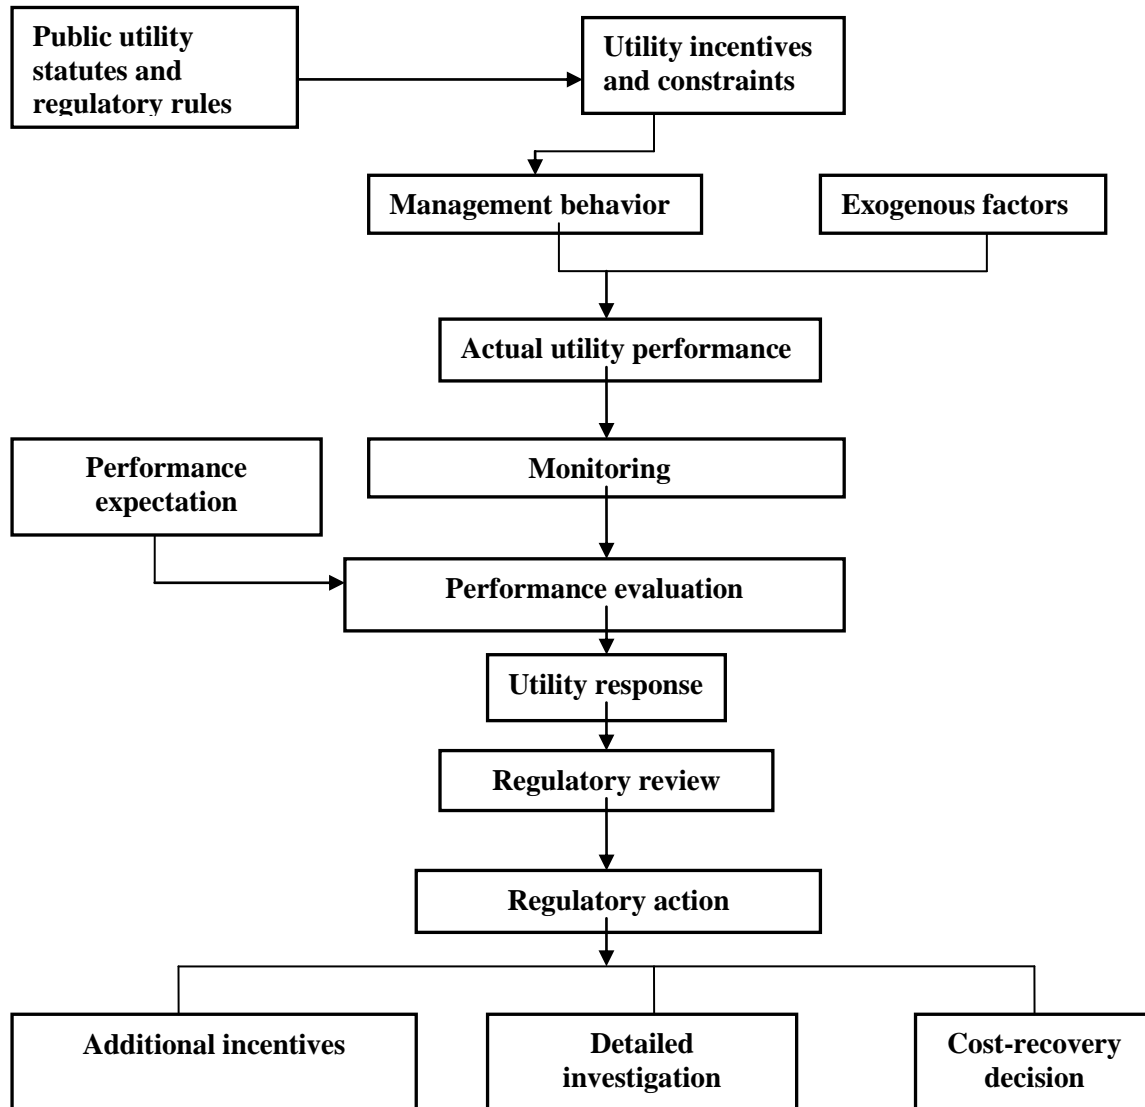 Public utility
statutes and
regulatory rules
Utility incentives
and constraints
Management behavior
Exogenous factors
Actual utility performance
Performance
expectation
Monitoring
Performance evaluation
Utility response
Regulatory review
Regulatory action
Additional incentives
Detailed
investigation
Cost-recovery
decision